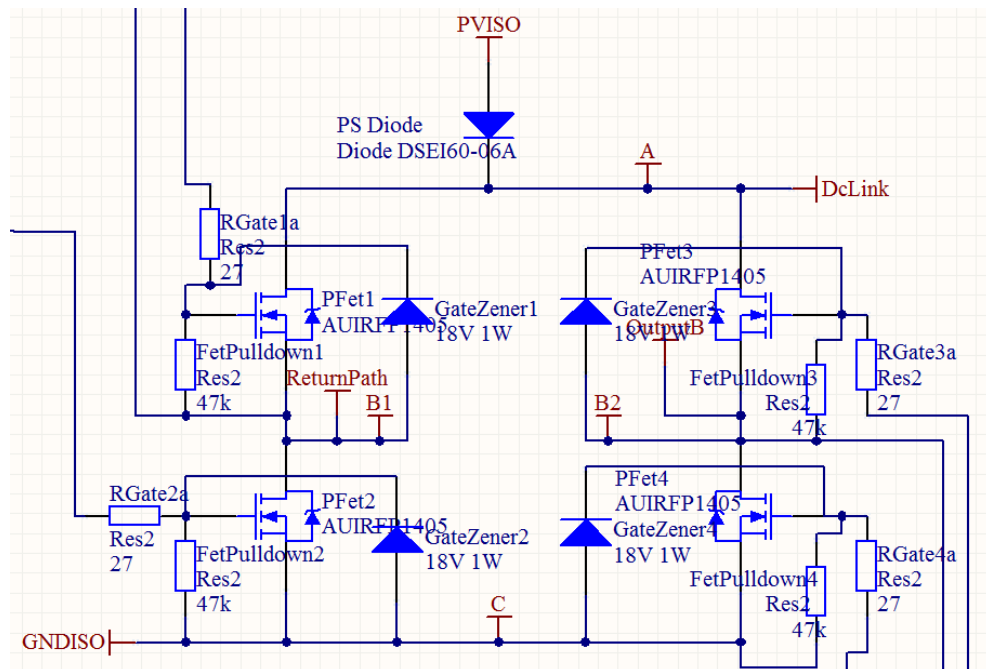 PVISO
PS Diode
Diode DSEI60-06A
A
DcLink
RGate1a
Res2
27
PFet1
AUIRFP1405
GateZener1
18V 1W
PFet3
AUIRFP1405
GateZener3
18V 1W
OutputB
FetPulldown1
Res2
47k
ReturnPath
B1
B2
FetPulldown3
Res2
47k
RGate3a
Res2
27
RGate2a
Res2
27
PFet2
AUIRFP1405
GateZener2
18V 1W
PFet4
AUIRFP1405
GateZener4
18V 1W
FetPulldown2
Res2
47k
FetPulldown4
Res2
47k
RGate4a
Res2
27
C
GNDISO